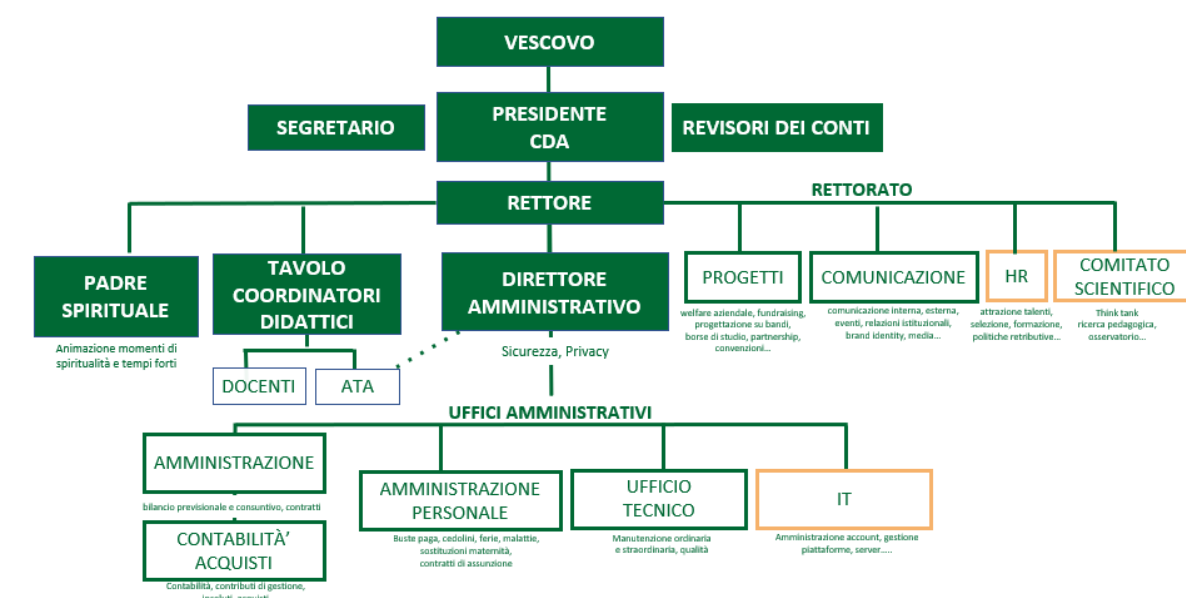 VESCOVO
SEGRETARIO
PRESIDENTE
CDA
REVISORI DEI CONTI
RETTORE
RETTORATO
PADRE
SPIRITUALE
Animazione momenti di
spiritualità e tempi forti
TAVOLO
COORDINATORI
DIDATTICI
DOCENTI
ATA
DIRETTORE
AMMINISTRATIVO
Sicurezza, Privacy
PROGETTI
welfare aziendale, fundraising,
progettazione su bandi,
borse di studio, partnership,
convenzioni...
COMUNICAZIONE
comunicazione interna, esterna,
eventi, relazioni istituzionali,
brand identity, media...
HR
attrazione talenti,
selezione, formazione,
politiche retributive...
COMITATO
SCIENTIFICO
Think tank
ricerca pedagogica,
osservatorio...
UFFICI AMMINISTRATIVI
AMMINISTRAZIONE
bilancio previsionale e consuntivo, contratti
CONTABILITÀ’
ACQUISTI
Contabilità, contributi di gestione,
AMMINISTRAZIONE
PERSONALE
Buste paga, cedolini, ferie, malattie,
sostituzioni maternità,
contratti di assunzione
UFFICIO
TECNICO
Manutenzione ordinaria
e straordinaria, qualità
IT
Amministrazione account, gestione
piattaforme, server.....